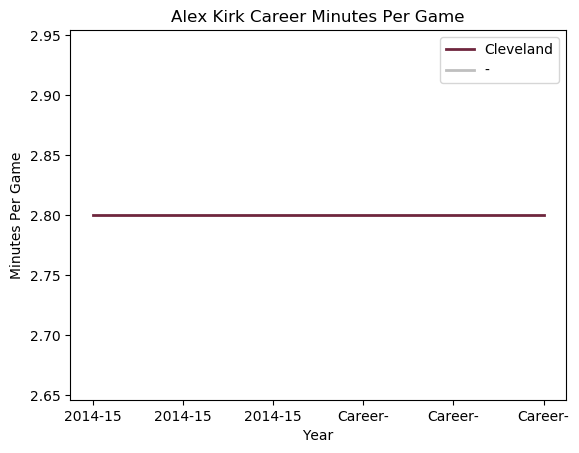 Alex Kirk Career Minutes Per Game
Cleveland
-
2.95
2.90
2.85
2.80
2.75
2.70
2.65
Minutes Per Game
2014-15 2014-15 2014-15 Career- Career- Career-
Year